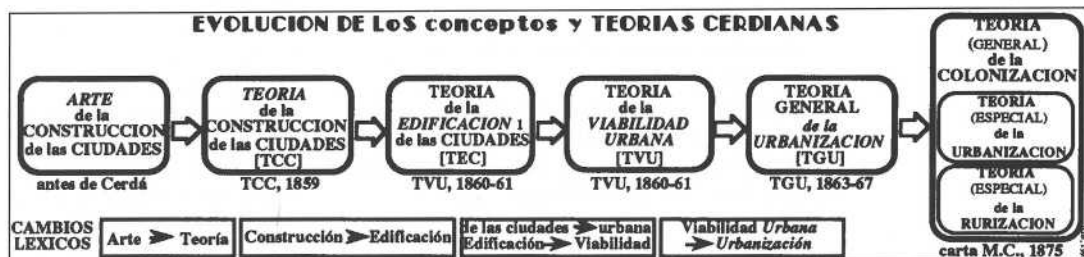 EVOLUCION DE LoS conceptos y TEORIAS CERDIANAS
ARTE
de la
CONSTRUCCION
de las CIUDADES
antes de Cerdá
TEORIA
de la
CONSTRUCCION
de las CIUDADES
[TCC]
TCC, 1859
TEORIA
de la
EDIFICACION 1
de las CIUDADES
[TEC]
TVU, 1860-61
TEORIA
de la
VIABILIDAD
URBANA
[TVU]
TVU, 1860-61
TEORIA
GENERAL
de la
URBANIZACION
[TGU]
TGU, 1863-67
TEORIA
(GENERAL)
de la
COLONIZACION
TEORIA
(ESPECIAL)
de la
URBANIZACION
TEORIA
(ESPECIAL)
de la
RURIZACION
carta M.C., 1875
CAMBIOS
LEXICOS
Arte ➤ Teoría
Construcción ➤ Edificación
de las ciudades ➤ urbana
Edificación ➤ Viabilidad
Viabilidad Urbana
➤ Urbanización